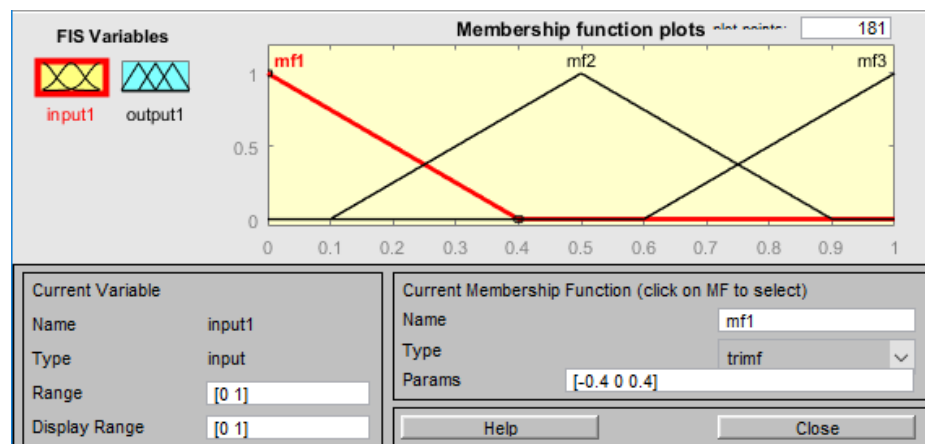 FIS Variables
input1 output1
Membership function plots plot points: 181
mf1 mf2 mf3
1
0.5
0
0 0.1 0.2 0.3 0.4 0.5 0.6 0.7 0.8 0.9 1
Current Variable
Name input1
Type input
Range [0 1]
Display Range [0 1]
Current Membership Function (click on MF to select)
Name mf1
Type trimf
Params [-0.4 0 0.4]
Help Close